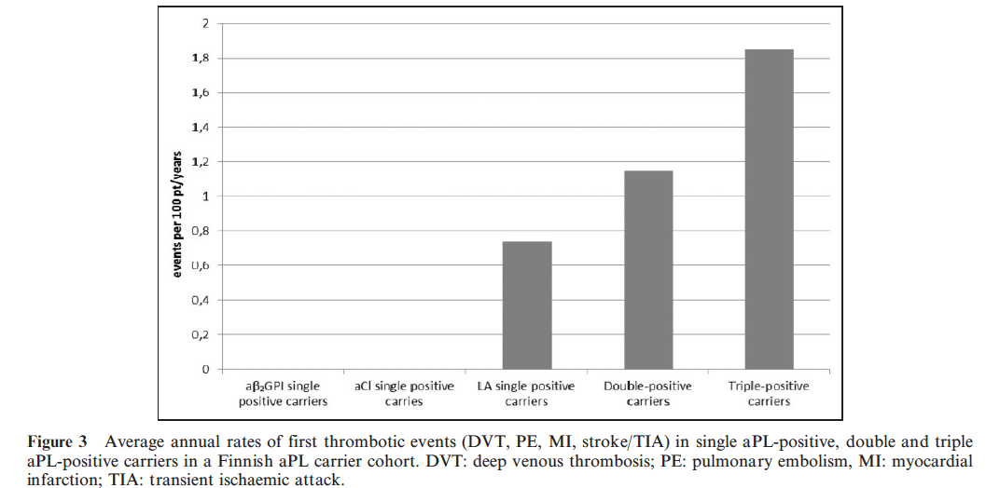 2
1,8
1,6
1,4
1,2
1
0,8
0,6
0,4
0,2
0
events per 100 pt/years
aβ₂GPI single positive carriers
aCl single positive carries
LA single positive carriers
Double-positive carriers
Triple-positive carriers
Figure 3 Average annual rates of first thrombotic events (DVT, PE, MI, stroke/TIA) in single aPL-positive, double and triple
aPL-positive carriers in a Finnish aPL carrier cohort. DVT: deep venous thrombosis; PE: pulmonary embolism, MI: myocardial
infarction; TIA: transient ischaemic attack.